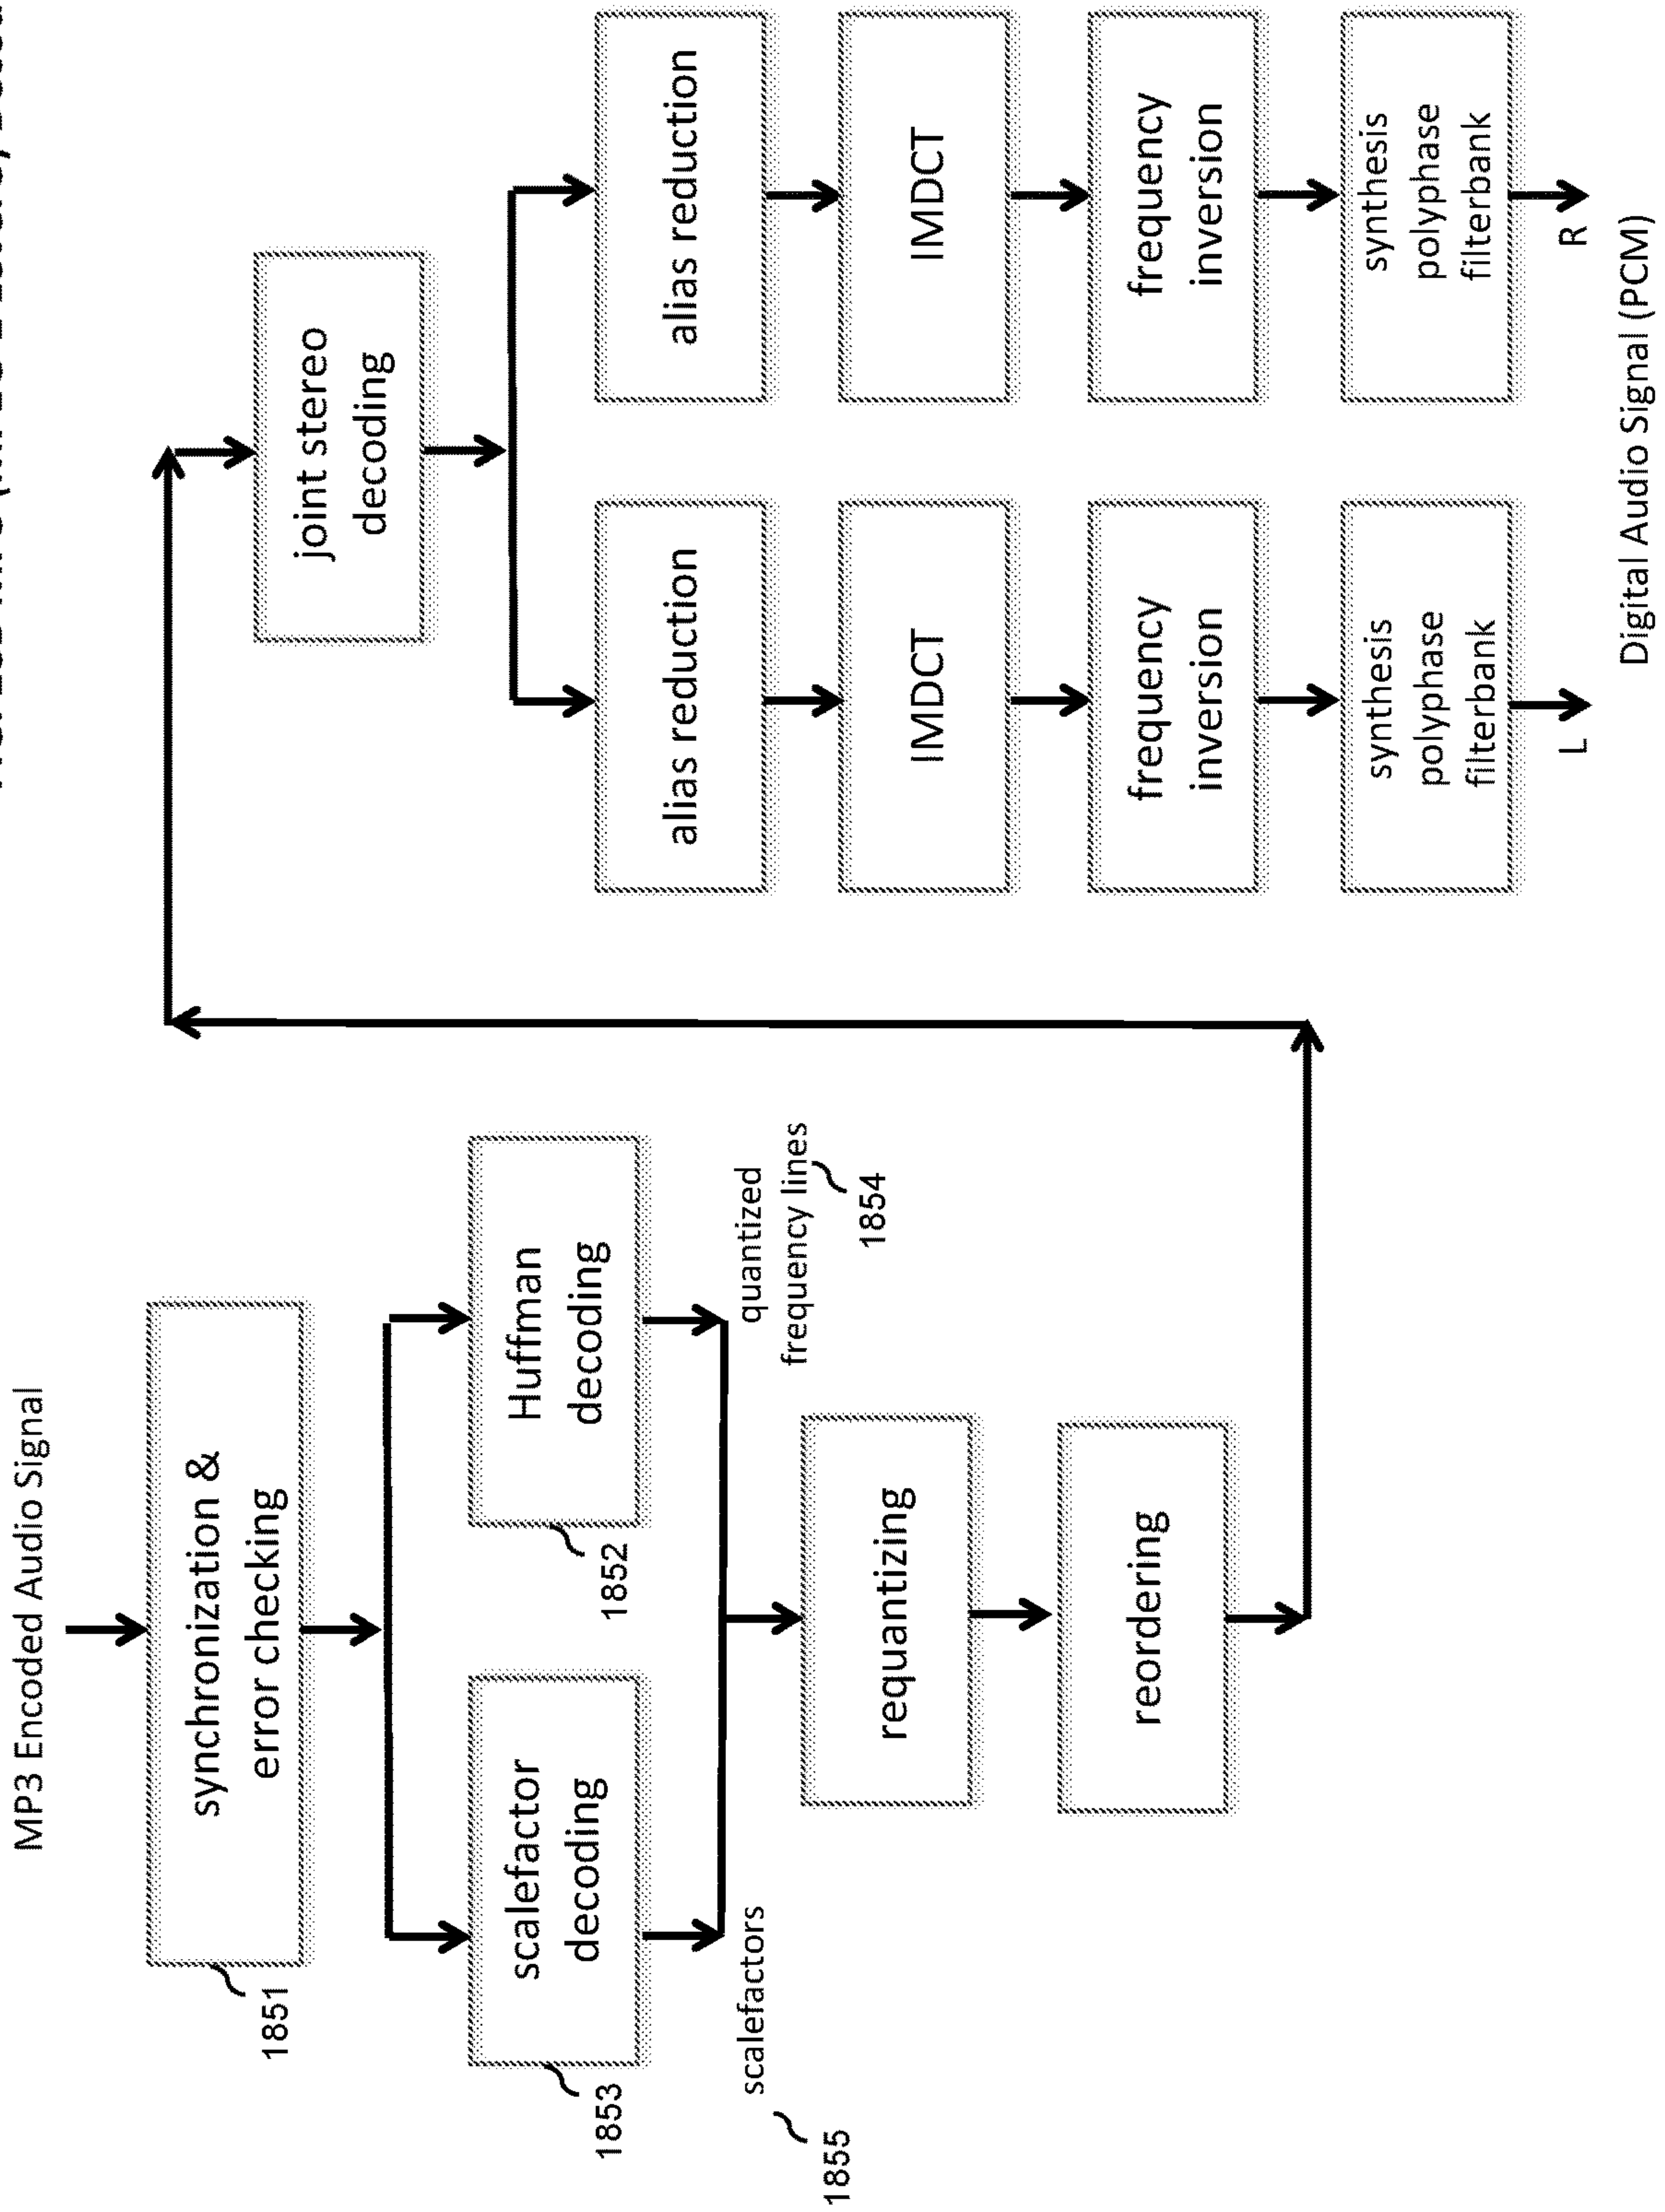 MP3 Encoded Audio Signal
synchronization &
error checking
1851
scalefactor
decoding
1853
Huffman
decoding
1852
scalefactors
1855
quantized
frequency lines
1854
requantizing
reordering
joint stereo
decoding
alias reduction
alias reduction
IMDCT
IMDCT
frequency
inversion
frequency
inversion
synthesis
polyphase
filterbank
synthesis
polyphase
filterbank
L
R
Digital Audio Signal (PCM)